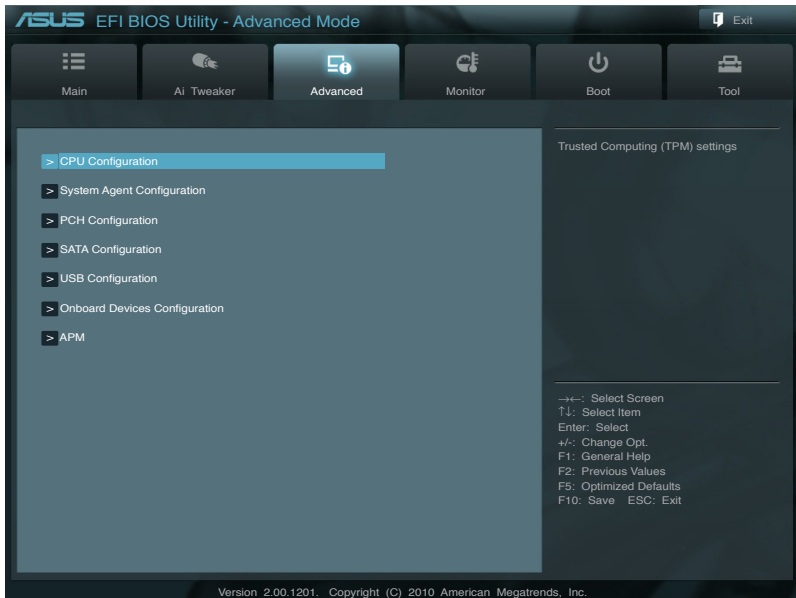 ASUS EFI BIOS Utility - Advanced Mode
Exit
Main
Ai Tweaker
Advanced
Monitor
Boot
Tool
> CPU Configuration
> System Agent Configuration
> PCH Configuration
> SATA Configuration
> USB Configuration
> Onboard Devices Configuration
> APM
Trusted Computing (TPM) settings
→←: Select Screen
↑↓: Select Item
Enter: Select
+/-: Change Opt.
F1: General Help
F2: Previous Values
F5: Optimized Defaults
F10: Save ESC: Exit
Version 2.00.1201. Copyright (C) 2010 American Megatrends, Inc.